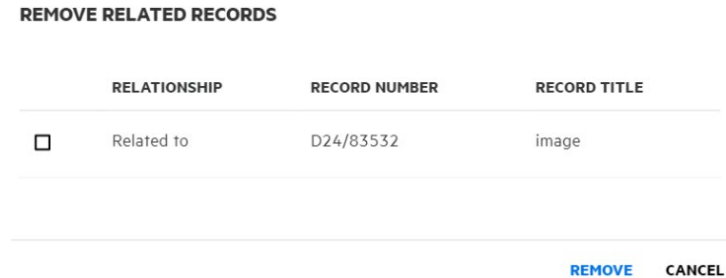 REMOVE RELATED RECORDS
RELATIONSHIP RECORD NUMBER RECORD TITLE
Related to D24/83532 image
REMOVE CANCEL